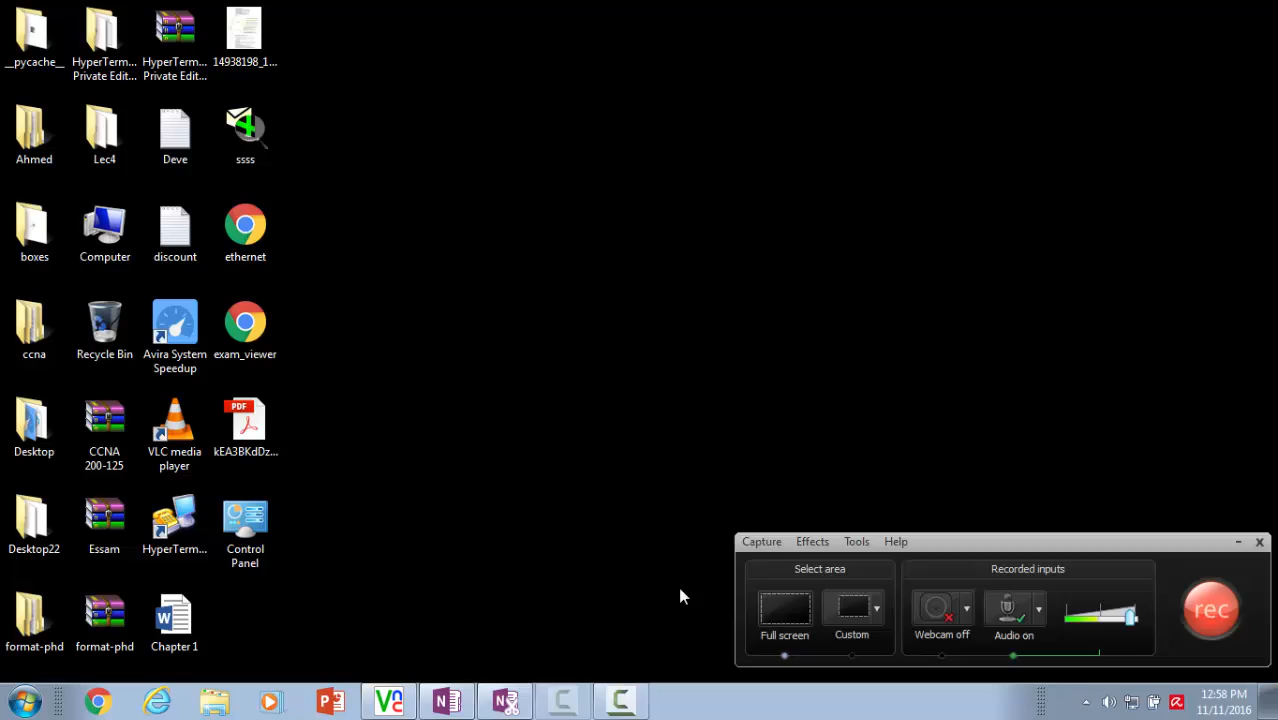 __pycache__
HyperTerm...
Private Edit...
HyperTerm...
Private Edit...
14938198_1...
Ahmed
Lec4
Deve
ssss
boxes
Computer
discount
ethernet
ccna
Recycle Bin
Avira System
Speedup
exam_viewer
PDF
Desktop
CCNA
200-125
VLC media
player
kEA3BKdDz...
Desktop22
Essam
HyperTerm...
Control
Panel
format-phd
format-phd
Chapter 1
Capture Effects Tools Help
Select area
Recorded inputs
Full screen
Custom
Webcam off
Audio on
rec
12:58 PM
11/11/2016